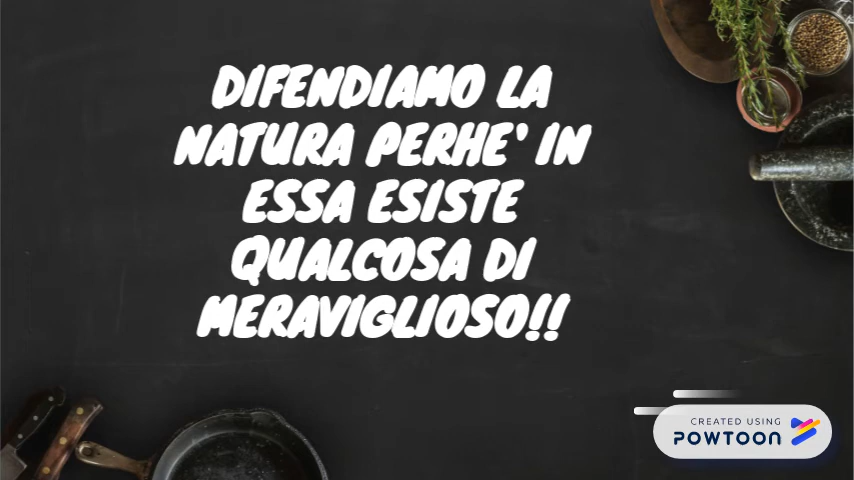 DIFENDIAMO LA
NATURA PERHE' IN
ESSA ESISTE
QUALCOSA DI
MERAVIGLIOSO!!
CREATED USING
POWTOON